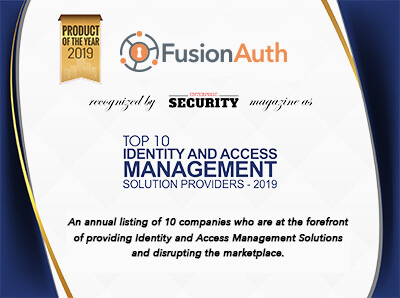 PRODUCT
OF THE YEAR
2019
FusionAuth
recognized by ENTERPRISE SECURITY magazine as
TOP 10
IDENTITY AND ACCESS
MANAGEMENT
SOLUTION PROVIDERS - 2019
An annual listing of 10 companies who are at the forefront
of providing Identity and Access Management Solutions
and disrupting the marketplace.